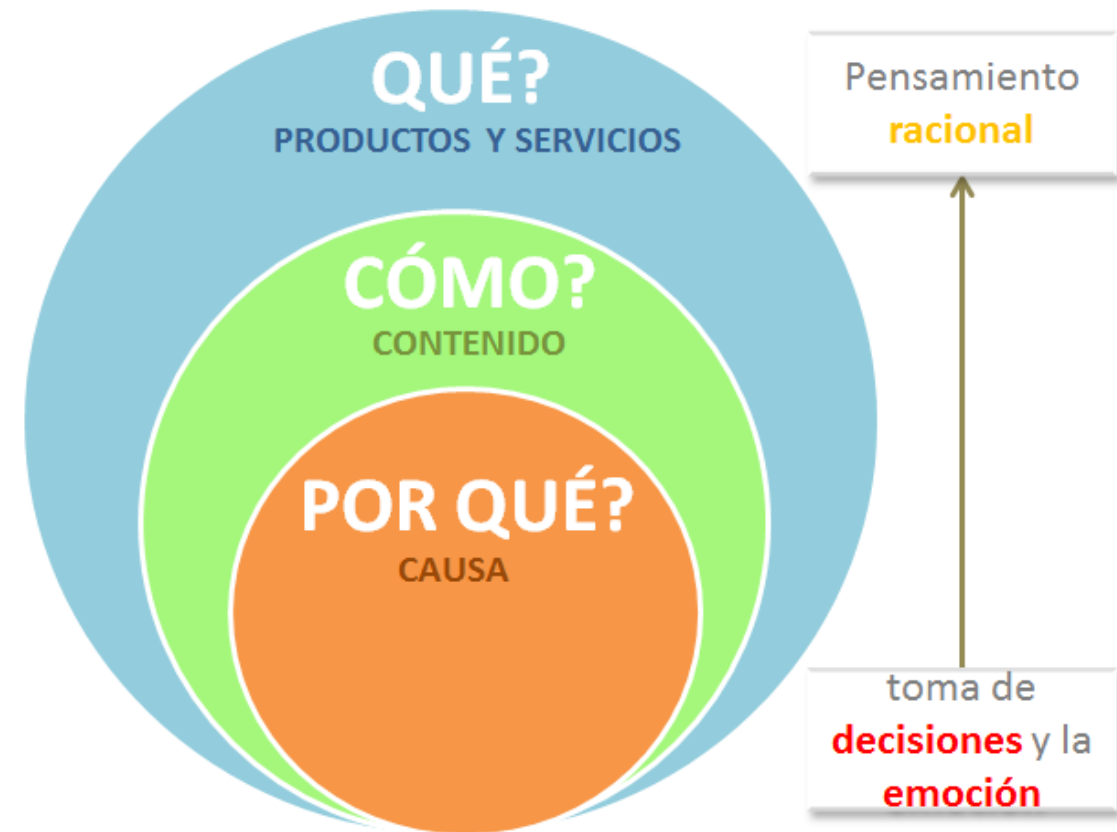 QUÉ?
PRODUCTOS Y SERVICIOS
CÓMO?
CONTENIDO
POR QUÉ?
CAUSA
Pensamiento
racional
toma de
decisiones y la
emoción